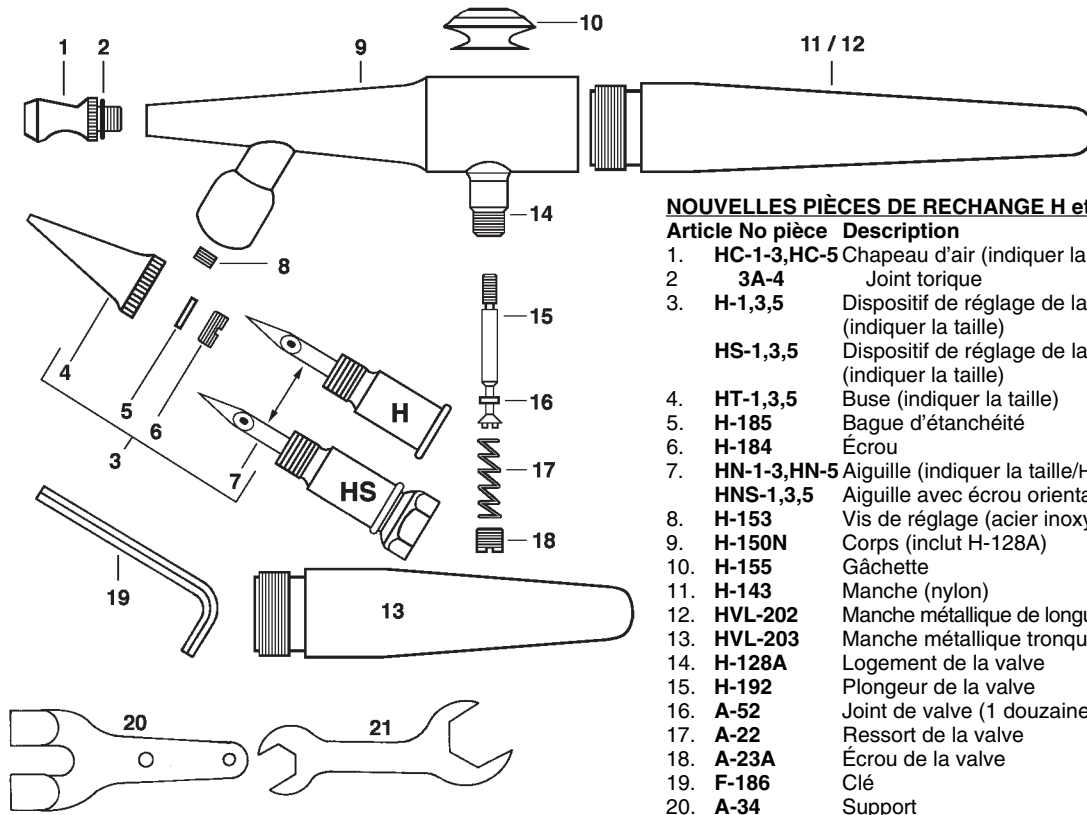 10
1
2
9
11 / 12
14
8
15
4
H
16
5
6
3
7
HS
17
18
19
13
20
21
NOUVELLES PIÈCES DE RECHANGE H et
Article No pièce Description
1. HC-1-3,HC-5 Chapeau d'air (indiquer la
2 3A-4 Joint torique
3. H-1,3,5 Dispositif de réglage de la
(indiquer la taille)
HS-1,3,5 Dispositif de réglage de la
(indiquer la taille)
4. HT-1,3,5 Buse (indiquer la taille)
5. H-185 Bague d'étanchéité
6. H-184 Écrou
7. HN-1-3,HN-5 Aiguille (indiquer la taille/H
HNS-1,3,5 Aiguille avec écrou orienta
8. H-153 Vis de réglage (acier inoxy
9. H-150N Corps (inclut H-128A)
10. H-155 Gâchette
11. H-143 Manche (nylon)
12. HVL-202 Manche métallique de longu
13. HVL-203 Manche métallique tronqu
14. H-128A Logement de la valve
15. H-192 Plongeur de la valve
16. A-52 Joint de valve (1 douzaine
17. A-22 Ressort de la valve
18. A-23A Écrou de la valve
19. F-186 Clé
20. A-34 Support